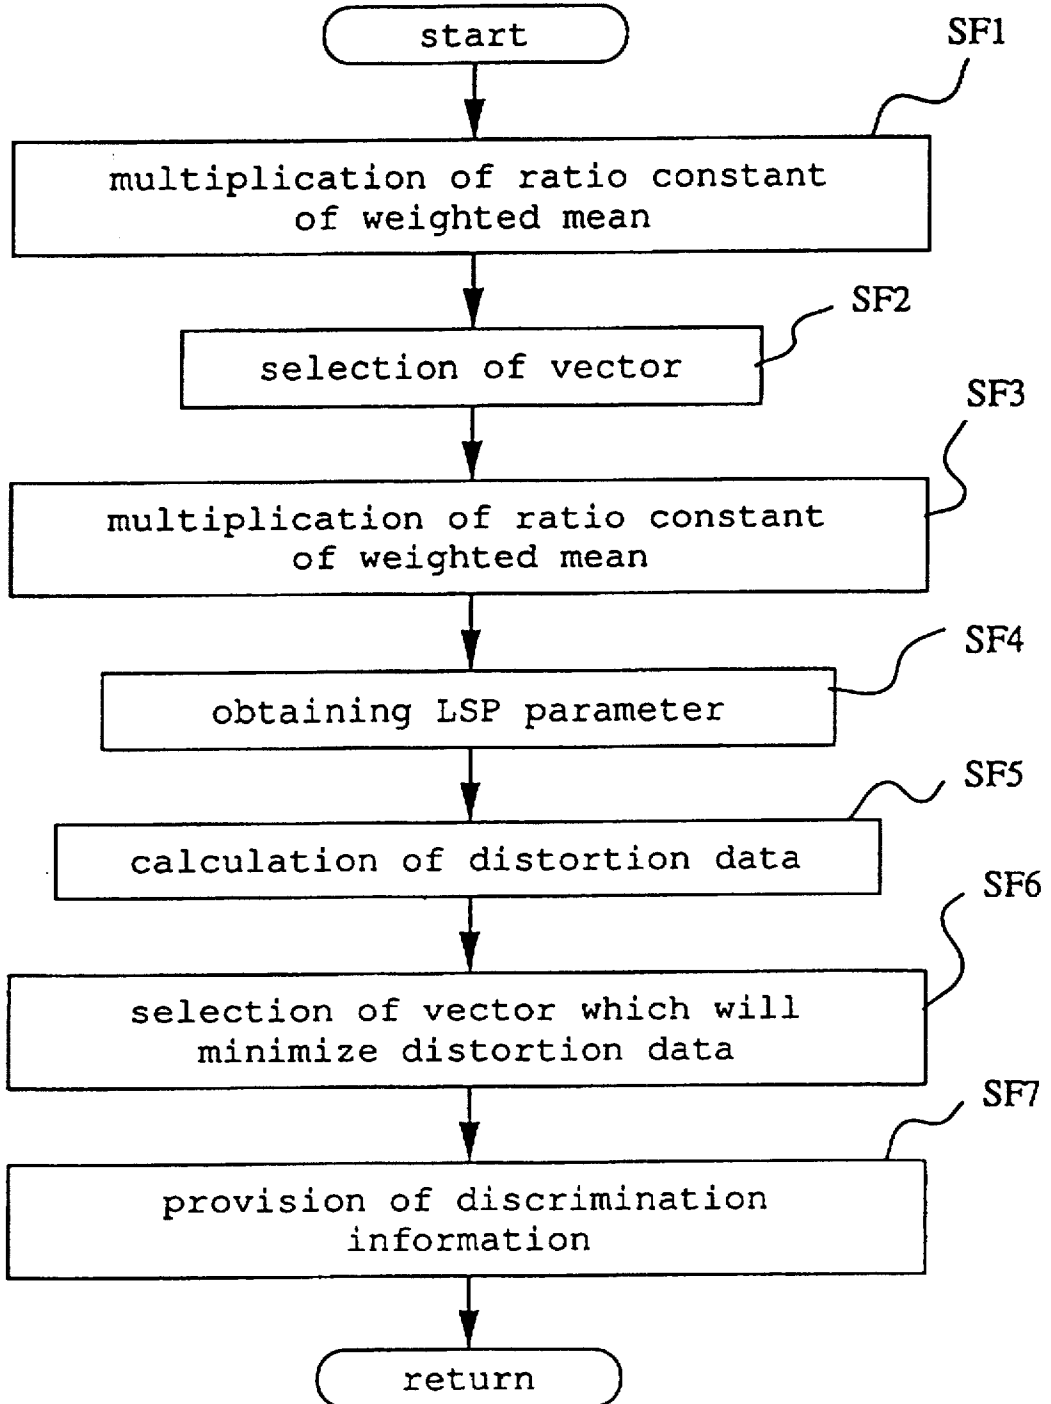 start
SF1
multiplication of ratio constant
of weighted mean
SF2
selection of vector
SF3
multiplication of ratio constant
of weighted mean
SF4
obtaining LSP parameter
SF5
calculation of distortion data
SF6
selection of vector which will
minimize distortion data
SF7
provision of discrimination
information
return